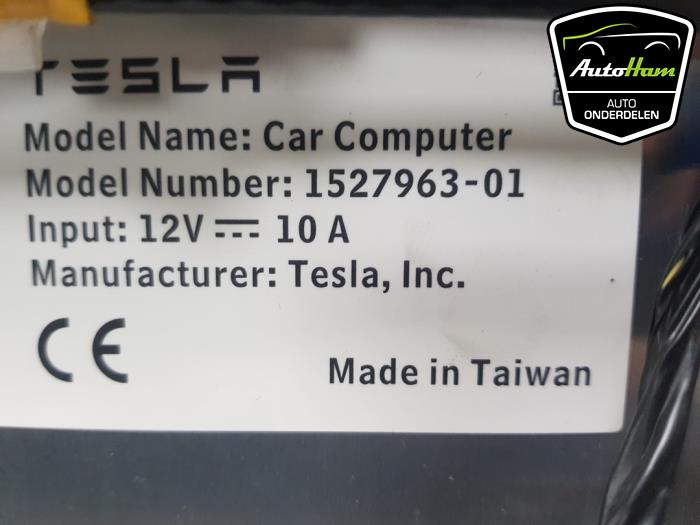 TESLA
Model Name: Car Computer
Model Number: 1527963-01
Input: 12V ⎓ 10 A
Manufacturer: Tesla, Inc.
CE
Made in Taiwan
AutoHam
AUTO
ONDERDELEN